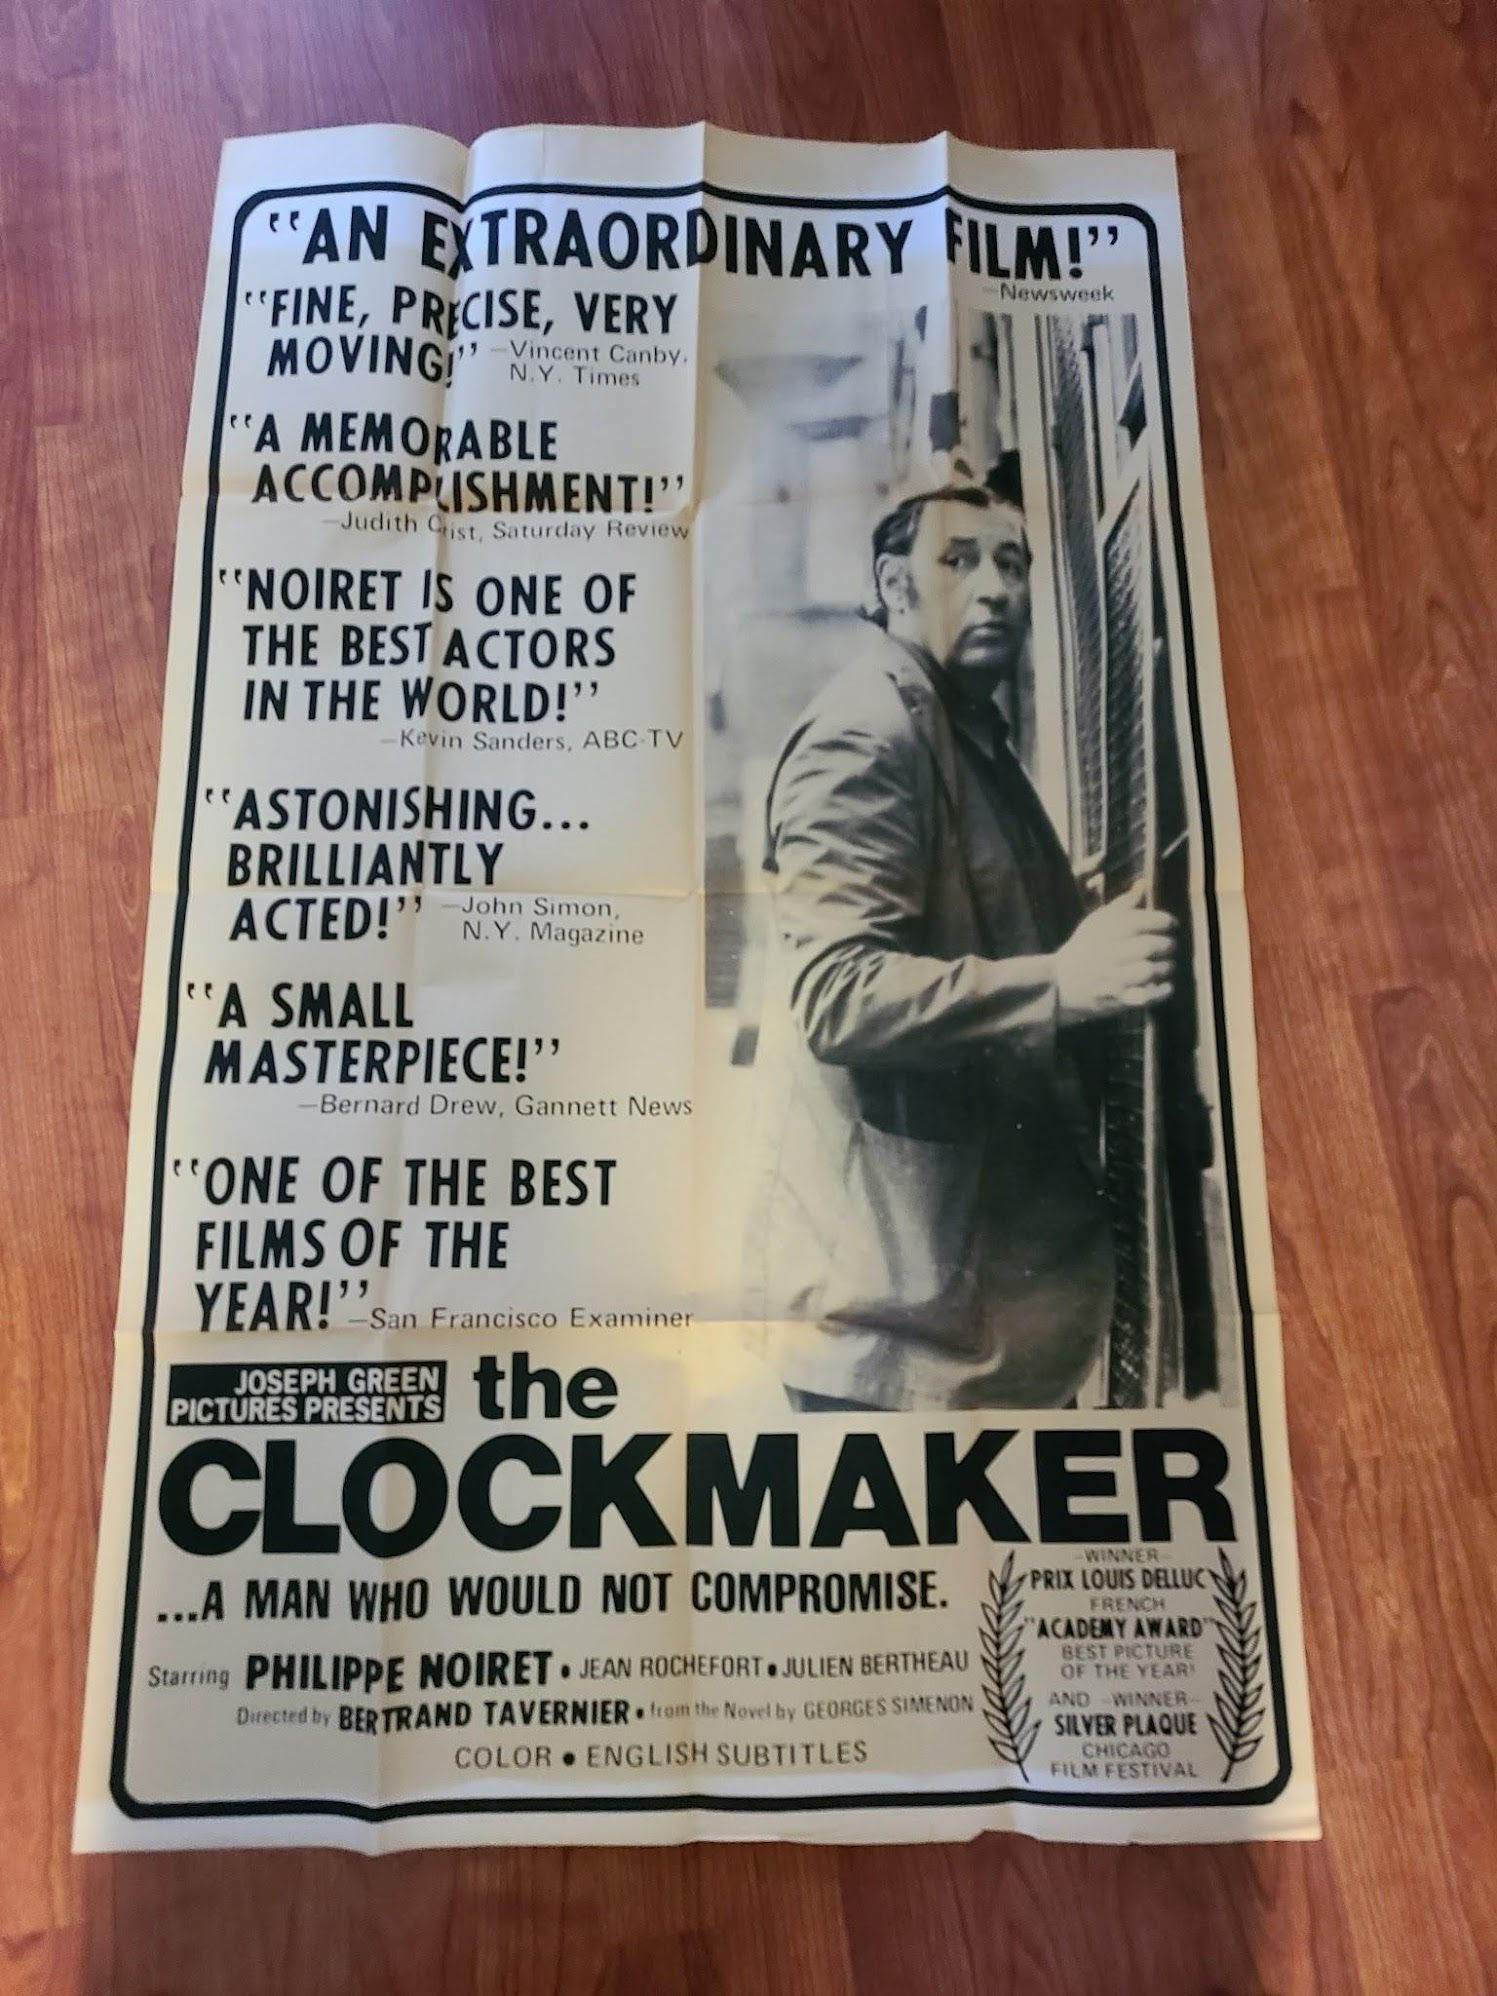 "AN EXTRAORDINARY FILM!"
—Newsweek
"FINE, PRECISE, VERY
MOVING!" —Vincent Canby,
N.Y. Times
"A MEMORABLE
ACCOMPLISHMENT!"
—Judith Crist, Saturday Review
"NOIRET IS ONE OF
THE BEST ACTORS
IN THE WORLD!"
—Kevin Sanders, ABC-TV
"ASTONISHING...
BRILLIANTLY
ACTED!" —John Simon,
N.Y. Magazine
"A SMALL
MASTERPIECE!"
—Bernard Drew, Gannett News
"ONE OF THE BEST
FILMS OF THE
YEAR!" —San Francisco Examiner
JOSEPH GREEN
PICTURES PRESENTS
the
CLOCKMAKER
...A MAN WHO WOULD NOT COMPROMISE.
Starring PHILIPPE NOIRET • JEAN ROCHEFORT • JULIEN BERTHEAU
Directed by BERTRAND TAVERNIER • from the Novel by GEORGES SIMENON
COLOR • ENGLISH SUBTITLES
—WINNER—
PRIX LOUIS DELLUC
FRENCH
"ACADEMY AWARD"
BEST PICTURE
OF THE YEAR!
AND —WINNER—
SILVER PLAQUE
CHICAGO
FILM FESTIVAL